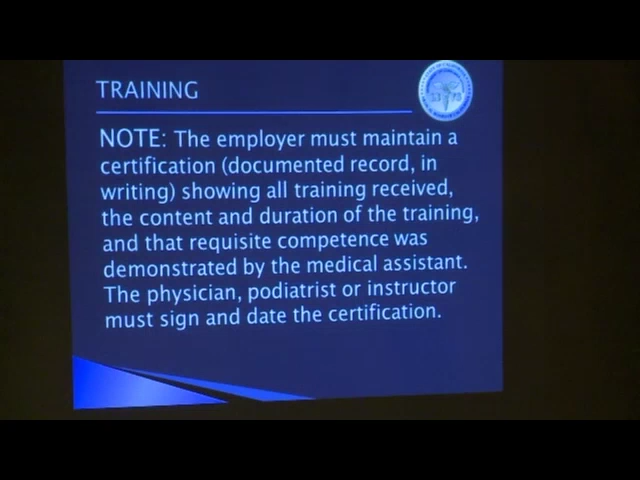 TRAINING
NOTE: The employer must maintain a
certification (documented record, in
writing) showing all training received,
the content and duration of the training,
and that requisite competence was
demonstrated by the medical assistant.
The physician, podiatrist or instructor
must sign and date the certification.